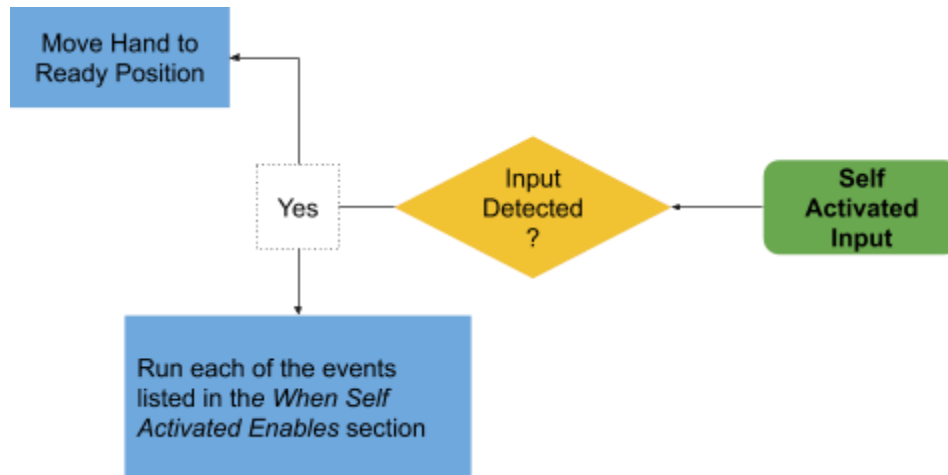 Move Hand to
Ready Position
Yes
Input
Detected
?
Self
Activated
Input
Run each of the events
listed in the When Self
Activated Enables section